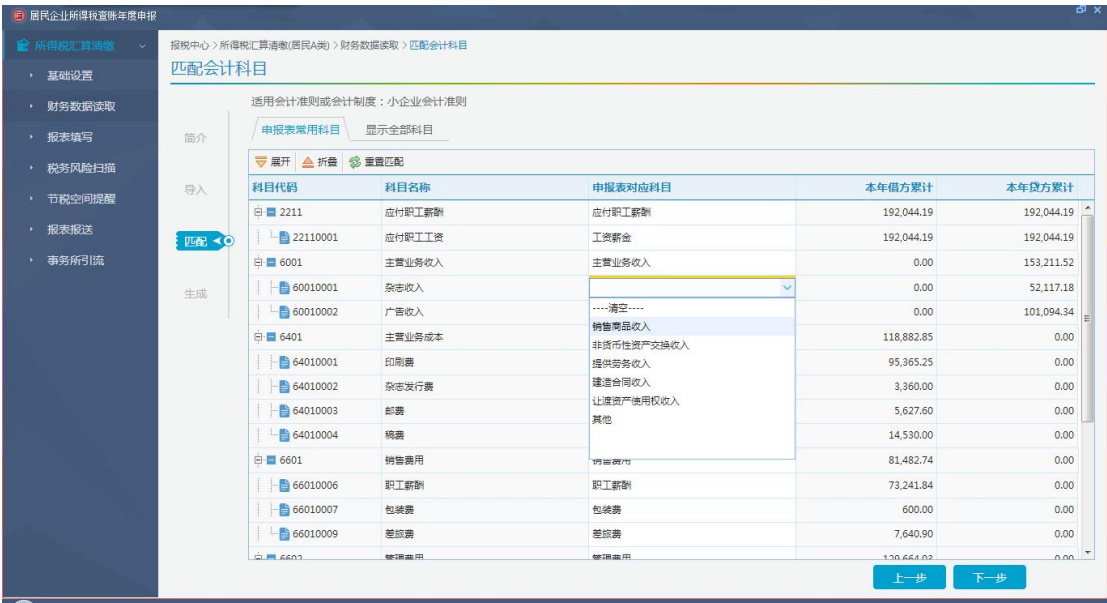 居民企业所得税查账年度申报
所得税汇算清缴
基础设置
财务数据读取
报表填写
税务风险扫描
节税空间提醒
报表报送
事务所引流
报税中心 > 所得税汇算清缴(居民A类) > 财务数据读取 > 匹配会计科目
匹配会计科目
简介
导入
匹配
生成
适用会计准则或会计制度：小企业会计准则
申报表常用科目 显示全部科目
展开 折叠 重置匹配
科目代码 科目名称 申报表对应科目 本年借方累计 本年贷方累计
2211 应付职工薪酬 应付职工薪酬 192,044.19 192,044.19
22110001 应付职工工资 工资薪金 192,044.19 192,044.19
6001 主营业务收入 主营业务收入 0.00 153,211.52
60010001 杂志收入 0.00 52,117.18
60010002 广告收入 0.00 101,094.34
6401 主营业务成本 118,882.85 0.00
64010001 印刷费 95,365.25 0.00
64010002 杂志发行费 3,360.00 0.00
64010003 邮费 5,627.60 0.00
64010004 稿费 14,530.00 0.00
----清空----
销售商品收入
非货币性资产交换收入
提供劳务收入
建造合同收入
让渡资产使用权收入
其他
6601 销售费用 销售费用 81,482.74 0.00
66010006 职工薪酬 职工薪酬 73,241.84 0.00
66010007 包装费 包装费 600.00 0.00
66010009 差旅费 差旅费 7,640.90 0.00
6602 管理费用 管理费用 129,664.03 0.00
上一步 下一步